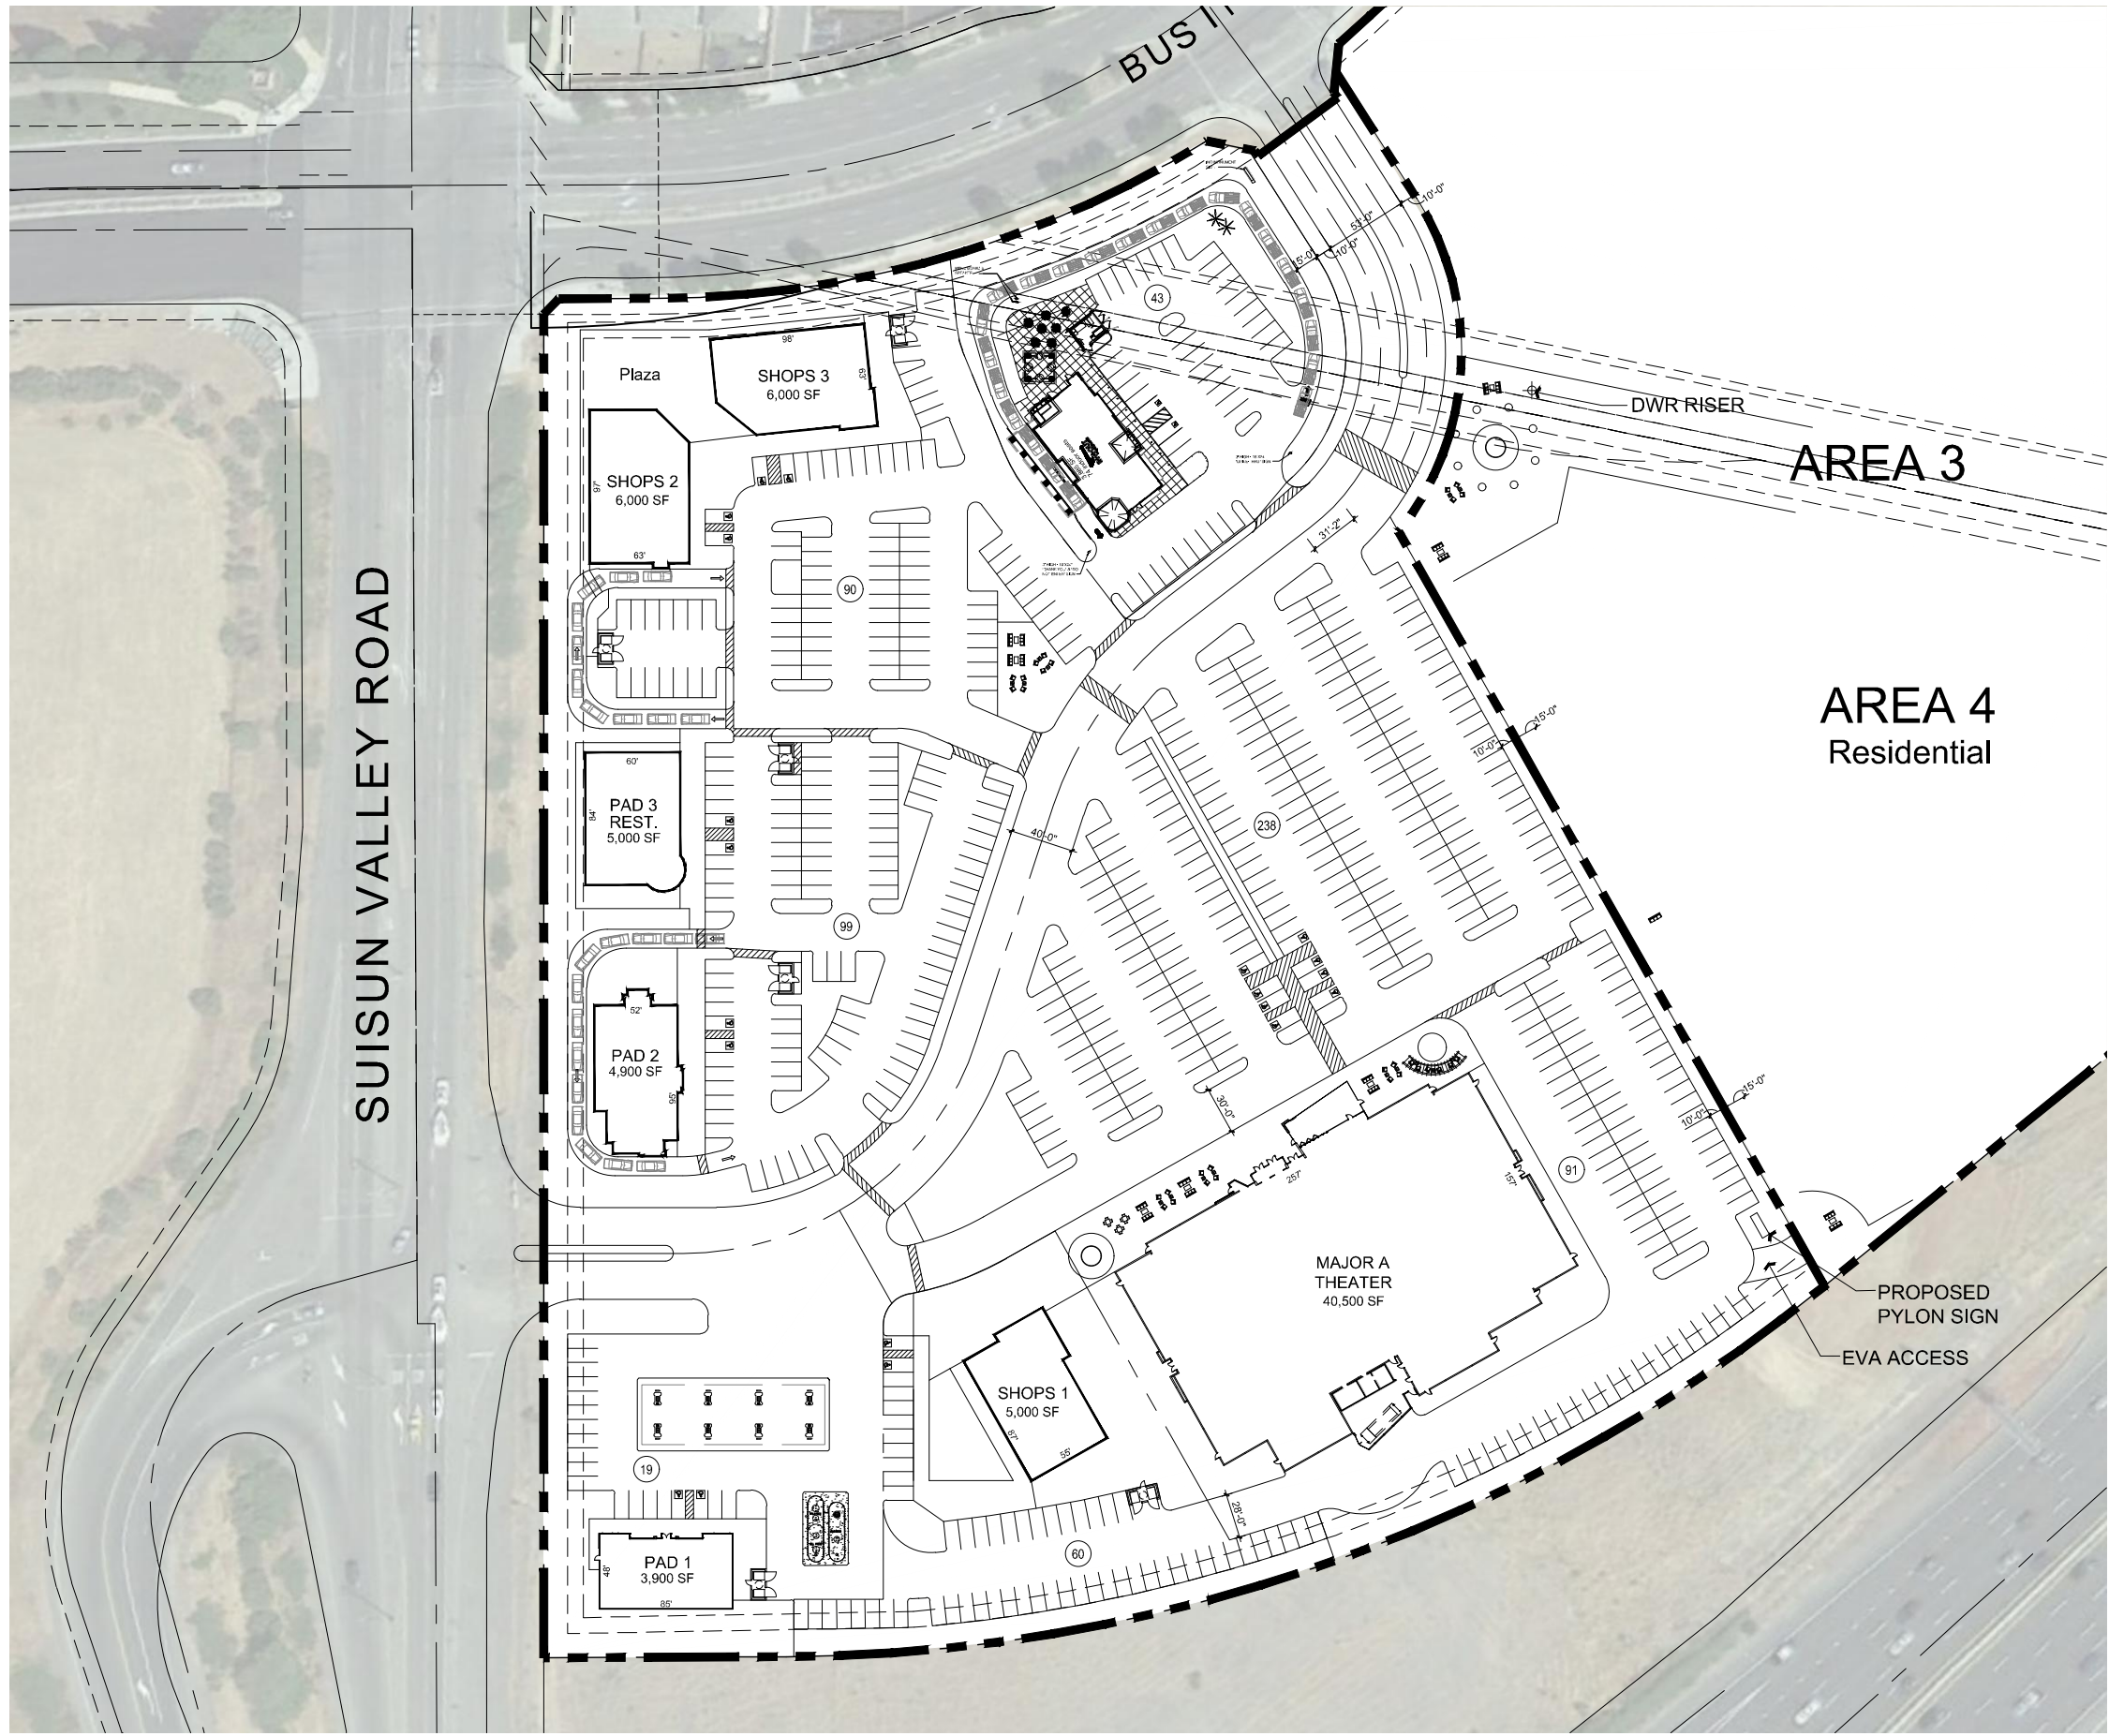 BUS
10'-0"
53'-0"
15'-0"
10'-0"
43
98'
63'
Plaza
SHOPS 3
6,000 SF
DWR RISER
AREA 3
SHOPS 2
6,000 SF
97'
63'
31'-2"
90
SUISUN VALLEY ROAD
AREA 4
Residential
15'-0"
10'-0"
60'
PAD 3
REST.
5,000 SF
84'
40'-0"
238
99
52'
PAD 2
4,900 SF
95'
30'-0"
15'-0"
10'-0"
91
257'
157'
MAJOR A
THEATER
40,500 SF
PROPOSED
PYLON SIGN
EVA ACCESS
SHOPS 1
5,000 SF
87'
55'
19
28'-0"
60
PAD 1
3,900 SF
48'
85'